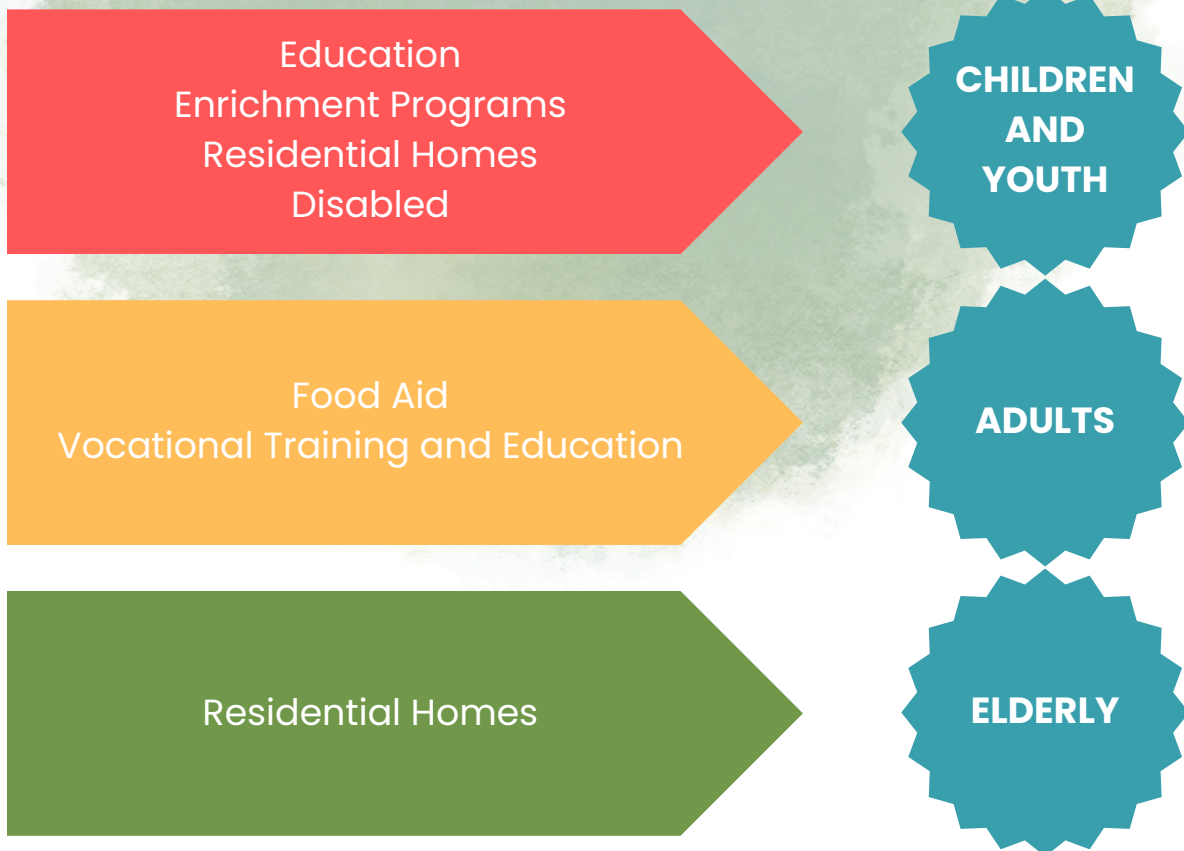 Education
Enrichment Programs
Residential Homes
Disabled
CHILDREN
AND
YOUTH
Food Aid
Vocational Training and Education
ADULTS
Residential Homes
ELDERLY